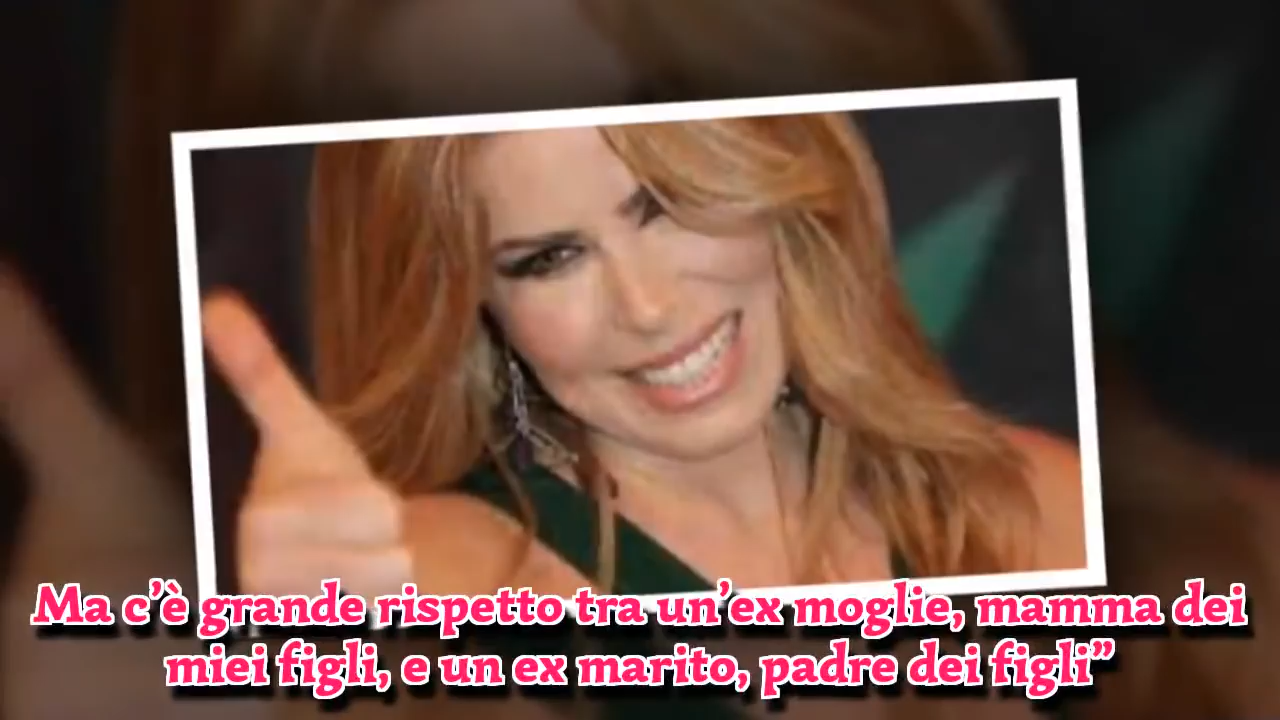 Ma c’è grande rispetto tra un’ex moglie, mamma dei
miei figli, e un ex marito, padre dei figli”